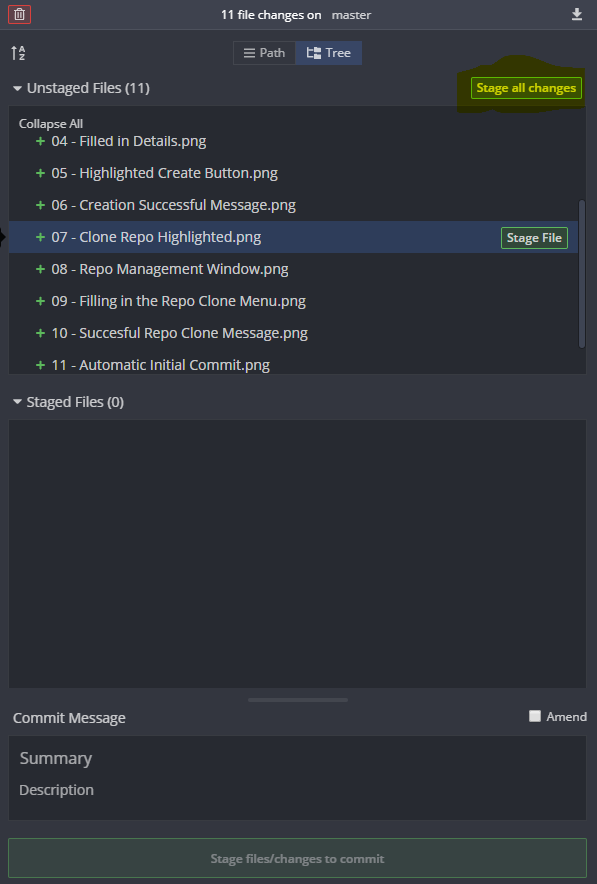 11 file changes on master
A
Z
Path
Tree
Unstaged Files (11)
Stage all changes
Collapse All
04 - Filled in Details.png
05 - Highlighted Create Button.png
06 - Creation Successful Message.png
07 - Clone Repo Highlighted.png
Stage File
08 - Repo Management Window.png
09 - Filling in the Repo Clone Menu.png
10 - Succesful Repo Clone Message.png
11 - Automatic Initial Commit.png
Staged Files (0)
Commit Message
Amend
Summary
Description
Stage files/changes to commit